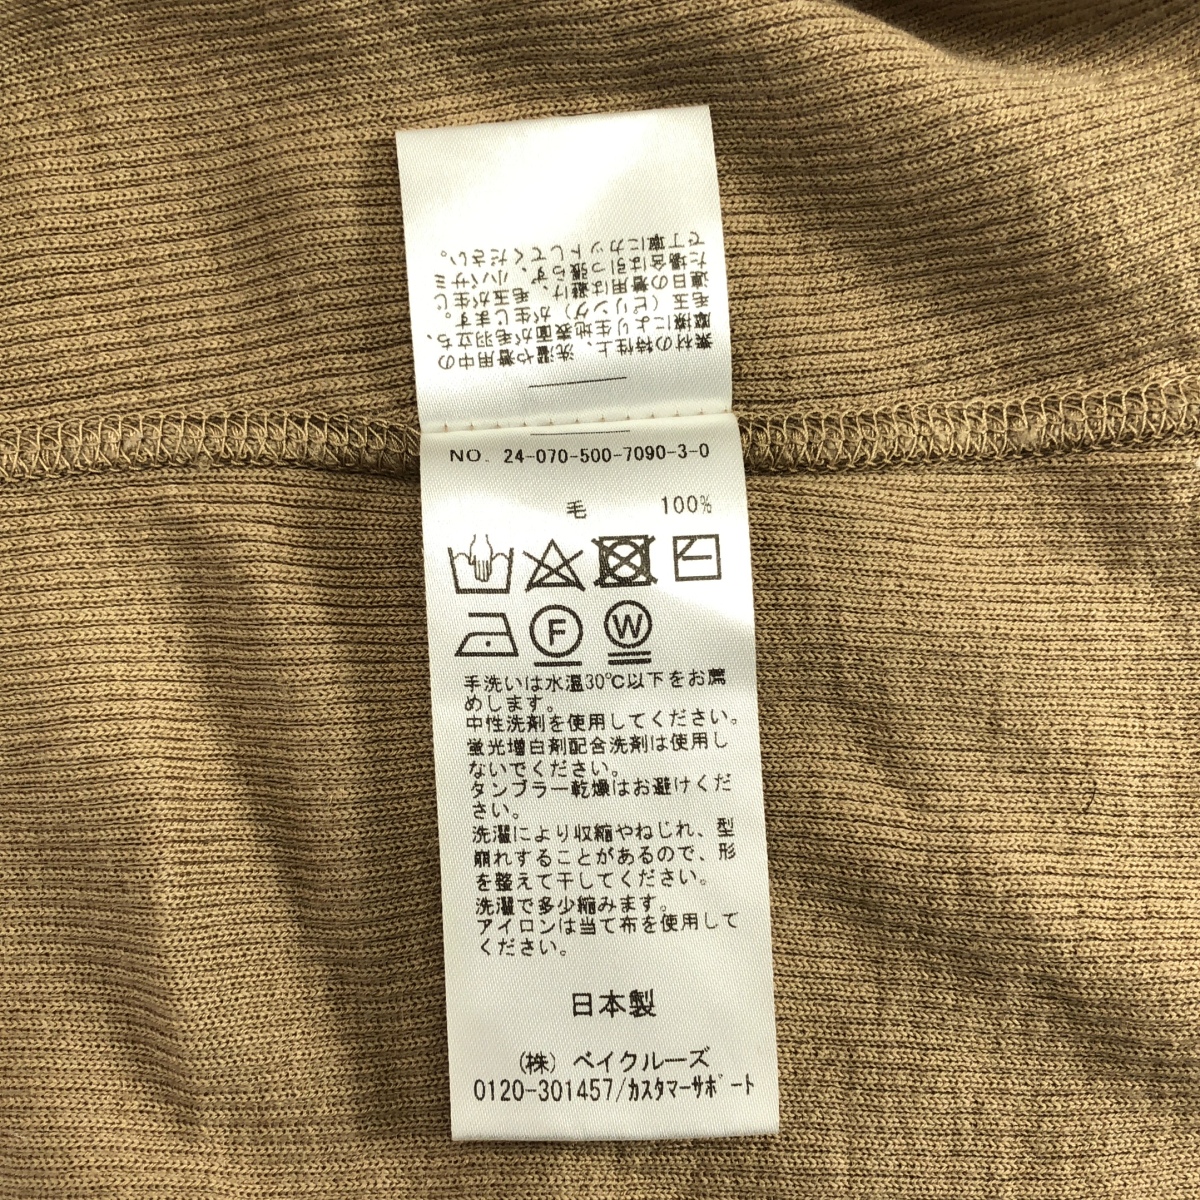 素材の特性上、洗濯や着用中の
摩擦により生地表面が毛羽立ち、
毛玉（ピリング）が生じます。
連日の着用は避け、毛玉が生じ
た場合は引っ張らず、小バサミ
で丁寧にカットしてください。
NO. 24-070-500-7090-3-0
毛 100%
F W
手洗いは水温30℃以下をお薦
めします。
中性洗剤を使用してください。
蛍光増白剤配合洗剤は使用し
ないでください。
タンブラー乾燥はお避けくだ
さい。
洗濯により収縮やねじれ、型
崩れすることがあるので、形
を整えて干してください。
洗濯で多少縮みます。
アイロンは当て布を使用して
ください。
日本製
（株）ベイクルーズ
0120-301457/ｶｽﾀﾏｰｻﾎﾟｰﾄ